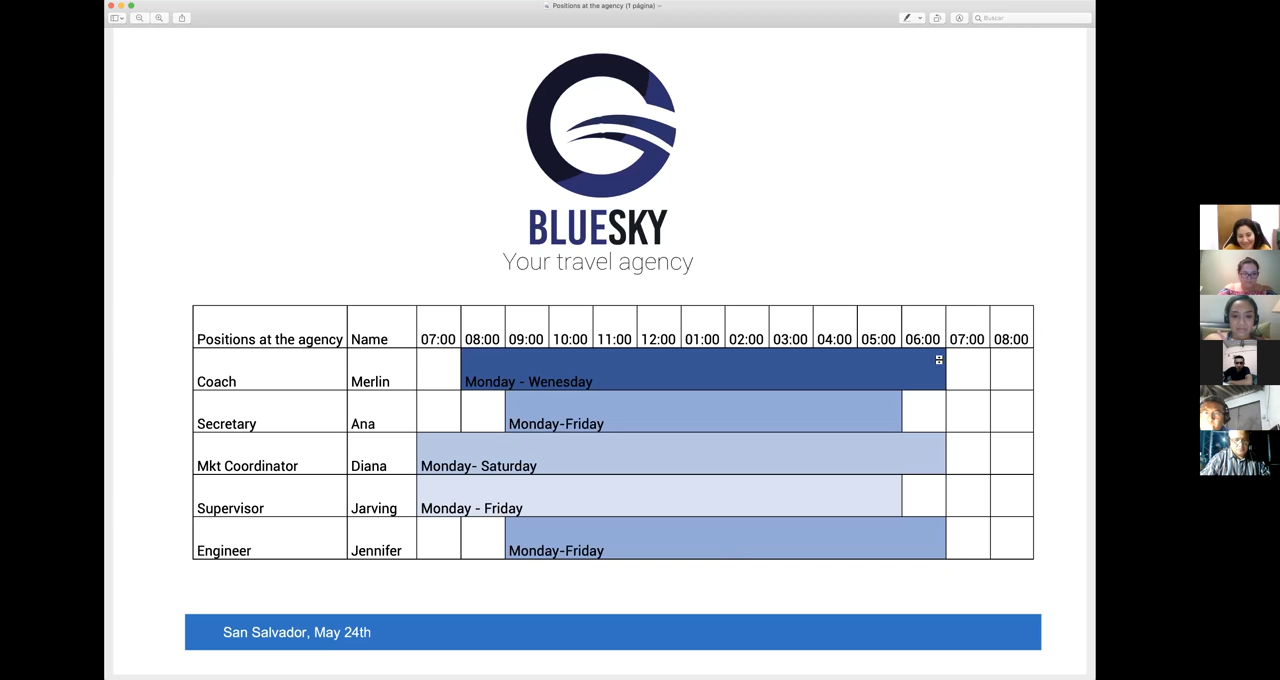 Positions at the agency (1 página)
Buscar
BLUESKY
Your travel agency
Positions at the agency Name 07:00 08:00 09:00 10:00 11:00 12:00 01:00 02:00 03:00 04:00 05:00 06:00 07:00 08:00
Coach Merlin Monday - Wenesday
Secretary Ana Monday-Friday
Mkt Coordinator Diana Monday- Saturday
Supervisor Jarving Monday - Friday
Engineer Jennifer Monday-Friday
San Salvador, May 24th